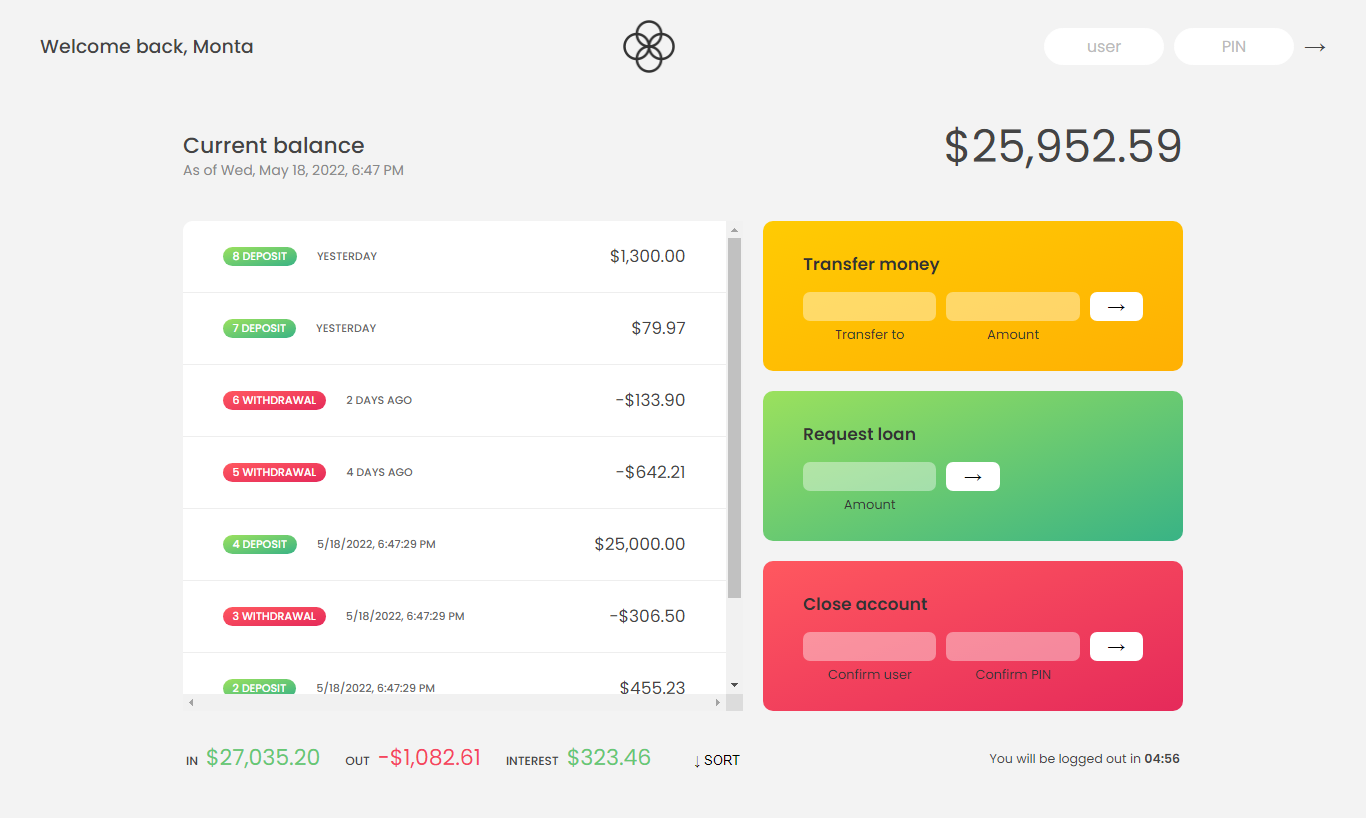 Welcome back, Monta
user PIN →
Current balance
As of Wed, May 18, 2022, 6:47 PM
$25,952.59
8 DEPOSIT YESTERDAY $1,300.00
7 DEPOSIT YESTERDAY $79.97
6 WITHDRAWAL 2 DAYS AGO -$133.90
5 WITHDRAWAL 4 DAYS AGO -$642.21
4 DEPOSIT 5/18/2022, 6:47:29 PM $25,000.00
3 WITHDRAWAL 5/18/2022, 6:47:29 PM -$306.50
2 DEPOSIT 5/18/2022, 6:47:29 PM $455.23
Transfer money
→
Transfer to Amount
Request loan
→
Amount
Close account
→
Confirm user Confirm PIN
IN $27,035.20 OUT -$1,082.61 INTEREST $323.46 ↓ SORT
You will be logged out in 04:56